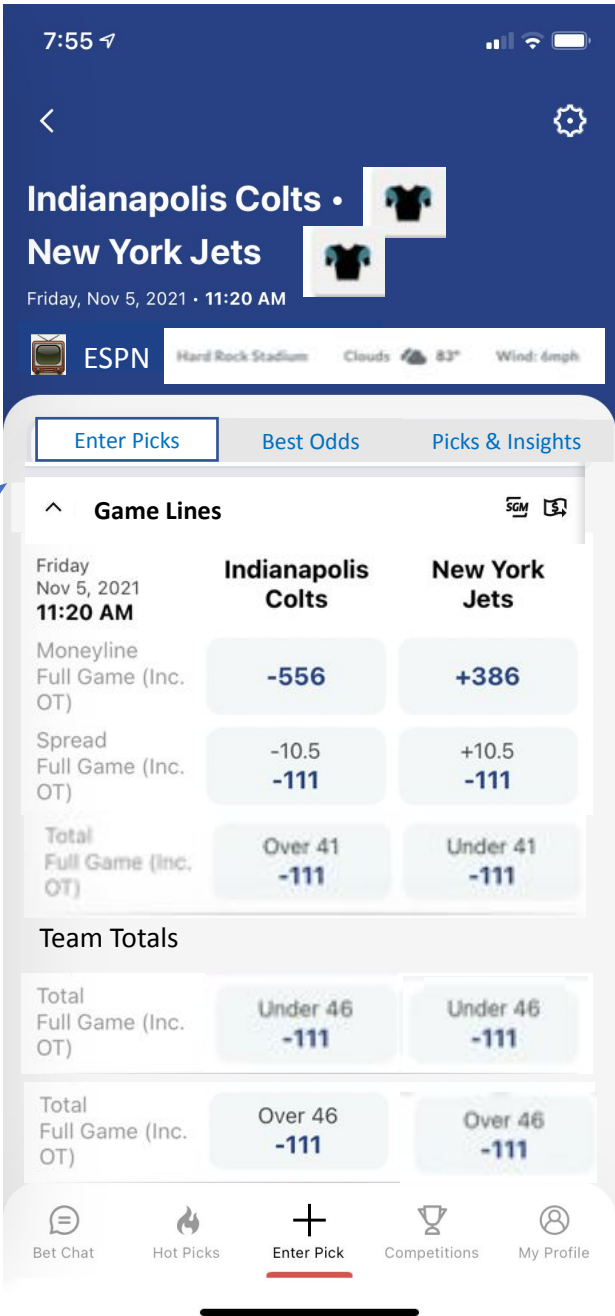 7:55
Indianapolis Colts •
New York Jets
Friday, Nov 5, 2021 • 11:20 AM
ESPN Hard Rock Stadium Clouds 83° Wind: 6mph
Enter Picks Best Odds Picks & Insights
Game Lines SGM $
Friday
Nov 5, 2021
11:20 AM
Indianapolis
Colts
New York
Jets
Moneyline
Full Game (Inc.
OT)
-556 +386
Spread
Full Game (Inc.
OT)
-10.5
-111
+10.5
-111
Total
Full Game (Inc.
OT)
Over 41
-111
Under 41
-111
Team Totals
Total
Full Game (Inc.
OT)
Under 46
-111
Under 46
-111
Total
Full Game (Inc.
OT)
Over 46
-111
Over 46
-111
Bet Chat Hot Picks Enter Pick Competitions My Profile